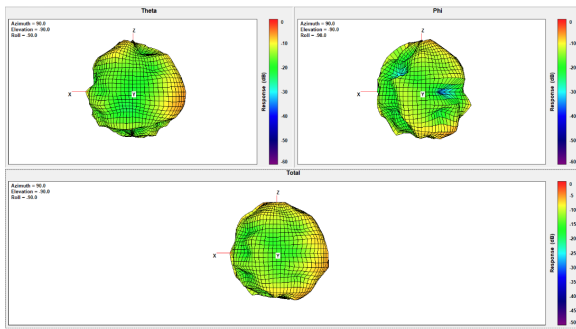 Theta
Azimuth = 90.0
Elevation = -90.0
Roll = -90.0
Z
X
Y
0
-10
-20
-30
-40
-50
-60
Response (dB)
Phi
Azimuth = 90.0
Elevation = -90.0
Roll = -90.0
Z
X
Y
0
-10
-20
-30
-40
-50
-60
Response (dB)
Total
Azimuth = 90.0
Elevation = -90.0
Roll = -90.0
Z
X
Y
0
-5
-10
-15
-20
-25
-30
-35
-40
-45
-50
Response (dB)